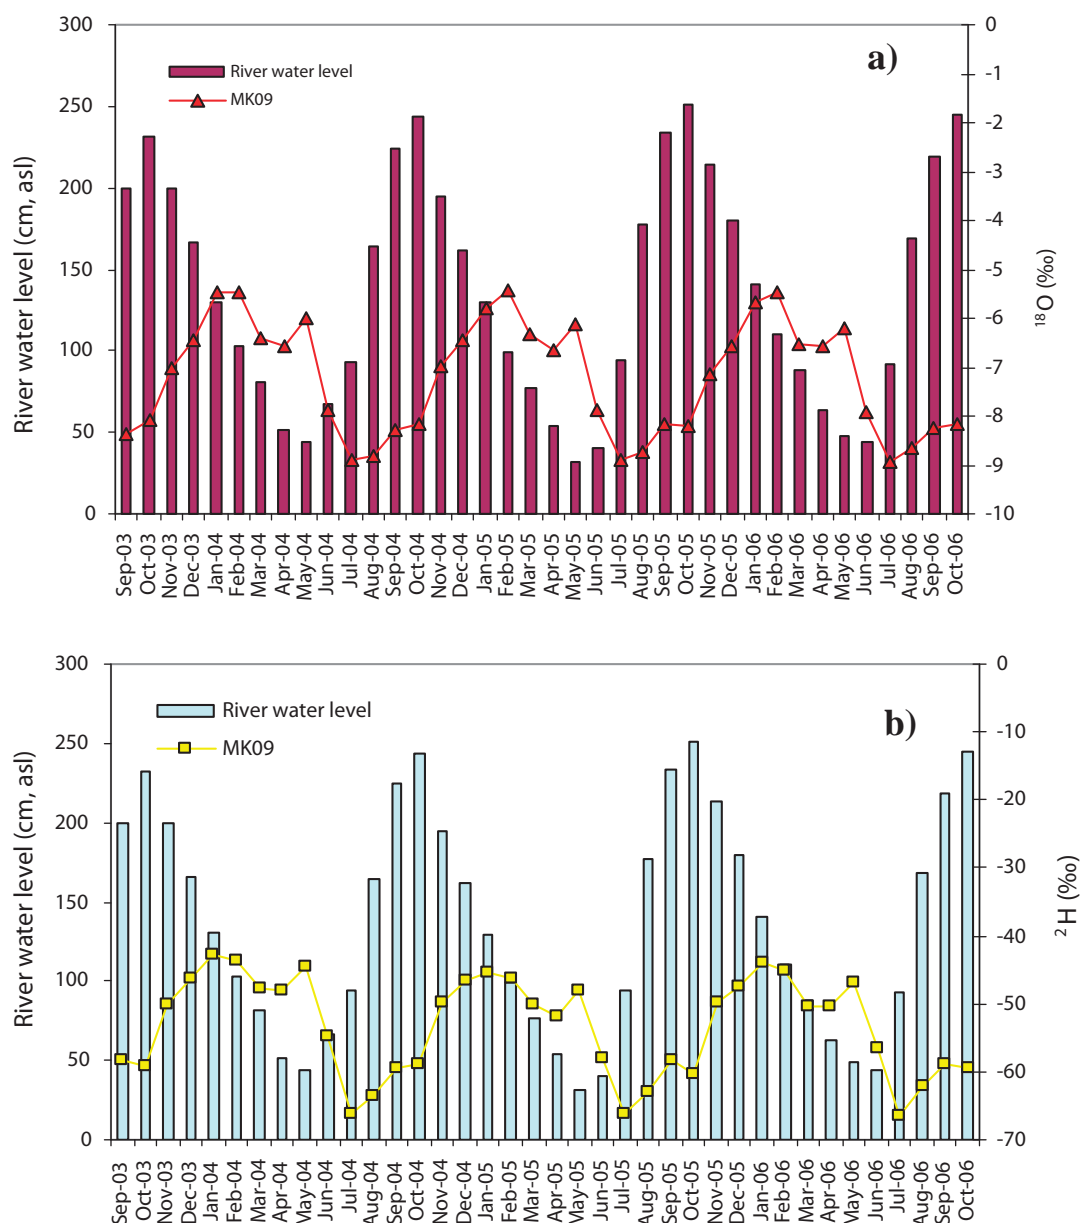 300
250
200
150
100
50
0
River water level (cm, asl)
River water level
MK09
a)
0
-1
-2
-3
-4
-5
-6
-7
-8
-9
-10
18O (‰)
Sep-03
Oct-03
Nov-03
Dec-03
Jan-04
Feb-04
Mar-04
Apr-04
May-04
Jun-04
Jul-04
Aug-04
Sep-04
Oct-04
Nov-04
Dec-04
Jan-05
Feb-05
Mar-05
Apr-05
May-05
Jun-05
Jul-05
Aug-05
Sep-05
Oct-05
Nov-05
Dec-05
Jan-06
Feb-06
Mar-06
Apr-06
May-06
Jun-06
Jul-06
Aug-06
Sep-06
Oct-06
300
250
200
150
100
50
0
River water level (cm, asl)
River water level
MK09
b)
0
-10
-20
-30
-40
-50
-60
-70
2 H (‰)
Sep-03
Oct-03
Nov-03
Dec-03
Jan-04
Feb-04
Mar-04
Apr-04
May-04
Jun-04
Jul-04
Aug-04
Sep-04
Oct-04
Nov-04
Dec-04
Jan-05
Feb-05
Mar-05
Apr-05
May-05
Jun-05
Jul-05
Aug-05
Sep-05
Oct-05
Nov-05
Dec-05
Jan-06
Feb-06
Mar-06
Apr-06
May-06
Jun-06
Jul-06
Aug-06
Sep-06
Oct-06